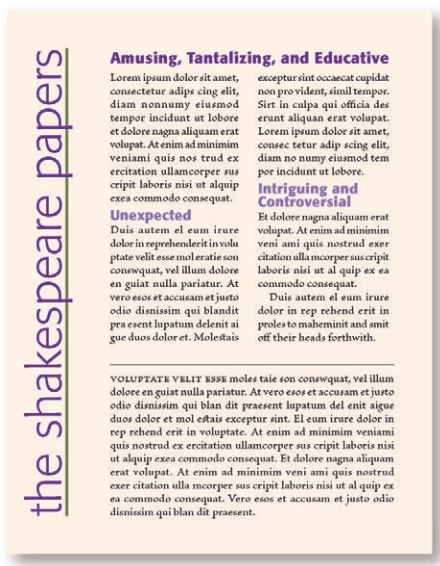 the shakespeare papers
Amusing, Tantalizing, and Educative
Lorem ipsum dolor sit amet,
consectetur adips cing elit,
diam nonnumy eiusmod
tempor incidunt ut lobore
et dolore nagna aliquam erat
volupat. At enim ad minimim
veniami quis nos trud ex
ercitation ullamcorper sus
cripit laboris nisi ut alquip
exea commodo consequat.
Unexpected
Duis autem el eum irure
dolor in reprehenderit in volu
ptate velit esse mol eratie son
conswquat, vel illum dolore
en guiat nulla pariatur. At
vero esos et accusam et justo
odio disnissim qui blandit
pra esent lupatum delenit ai
gue duos dolor et. Molestais
exceptur sint occaecat cupidat
non pro vident, simil tempor.
Sirt in culpa qui officia des
erunt aliquan erat volupat.
Lorem ipsum dolor sit amet,
consec tetur adip scing elit,
diam no numy eiusmod tem
por incidunt ut lobore.
Intriguing and
Controversial
Et dolore nagna aliquam erat
volupat. At enim ad minimim
veni ami quis nostrud exer
citation ulla mcorper sus cripit
laboris nisi ut al quip ex ea
commodo consequat.
Duis autem el eum irure
dolor in rep rehend erit in
proles to maheminit and smit
off their heads forthwith.
VOLUPTATE VELIT ESSE moles taie son conswquat, vel illum
dolore en guiat nulla pariatur. At vero esos et accusam et justo
odio disnissim qui blan dit praesent lupatum del enit aigue
duos dolor et mol estais exceptur sint. El eum irure dolor in
rep rehend erit in voluptate. At enim ad minimim veniami
quis nostrud ex ercitation ullamcorper sus cripit laboris nisi
ut alquip exea commodo consequat. Et dolore nagna aliquam
erat volupat. At enim ad minimim veni ami quis nostrud
exer citation ulla mcorper sus cripit laboris nisi ut al quip ex
ea commodo consequat. Vero esos et accusam et justo odio
disnissim qui blan dit praesent.